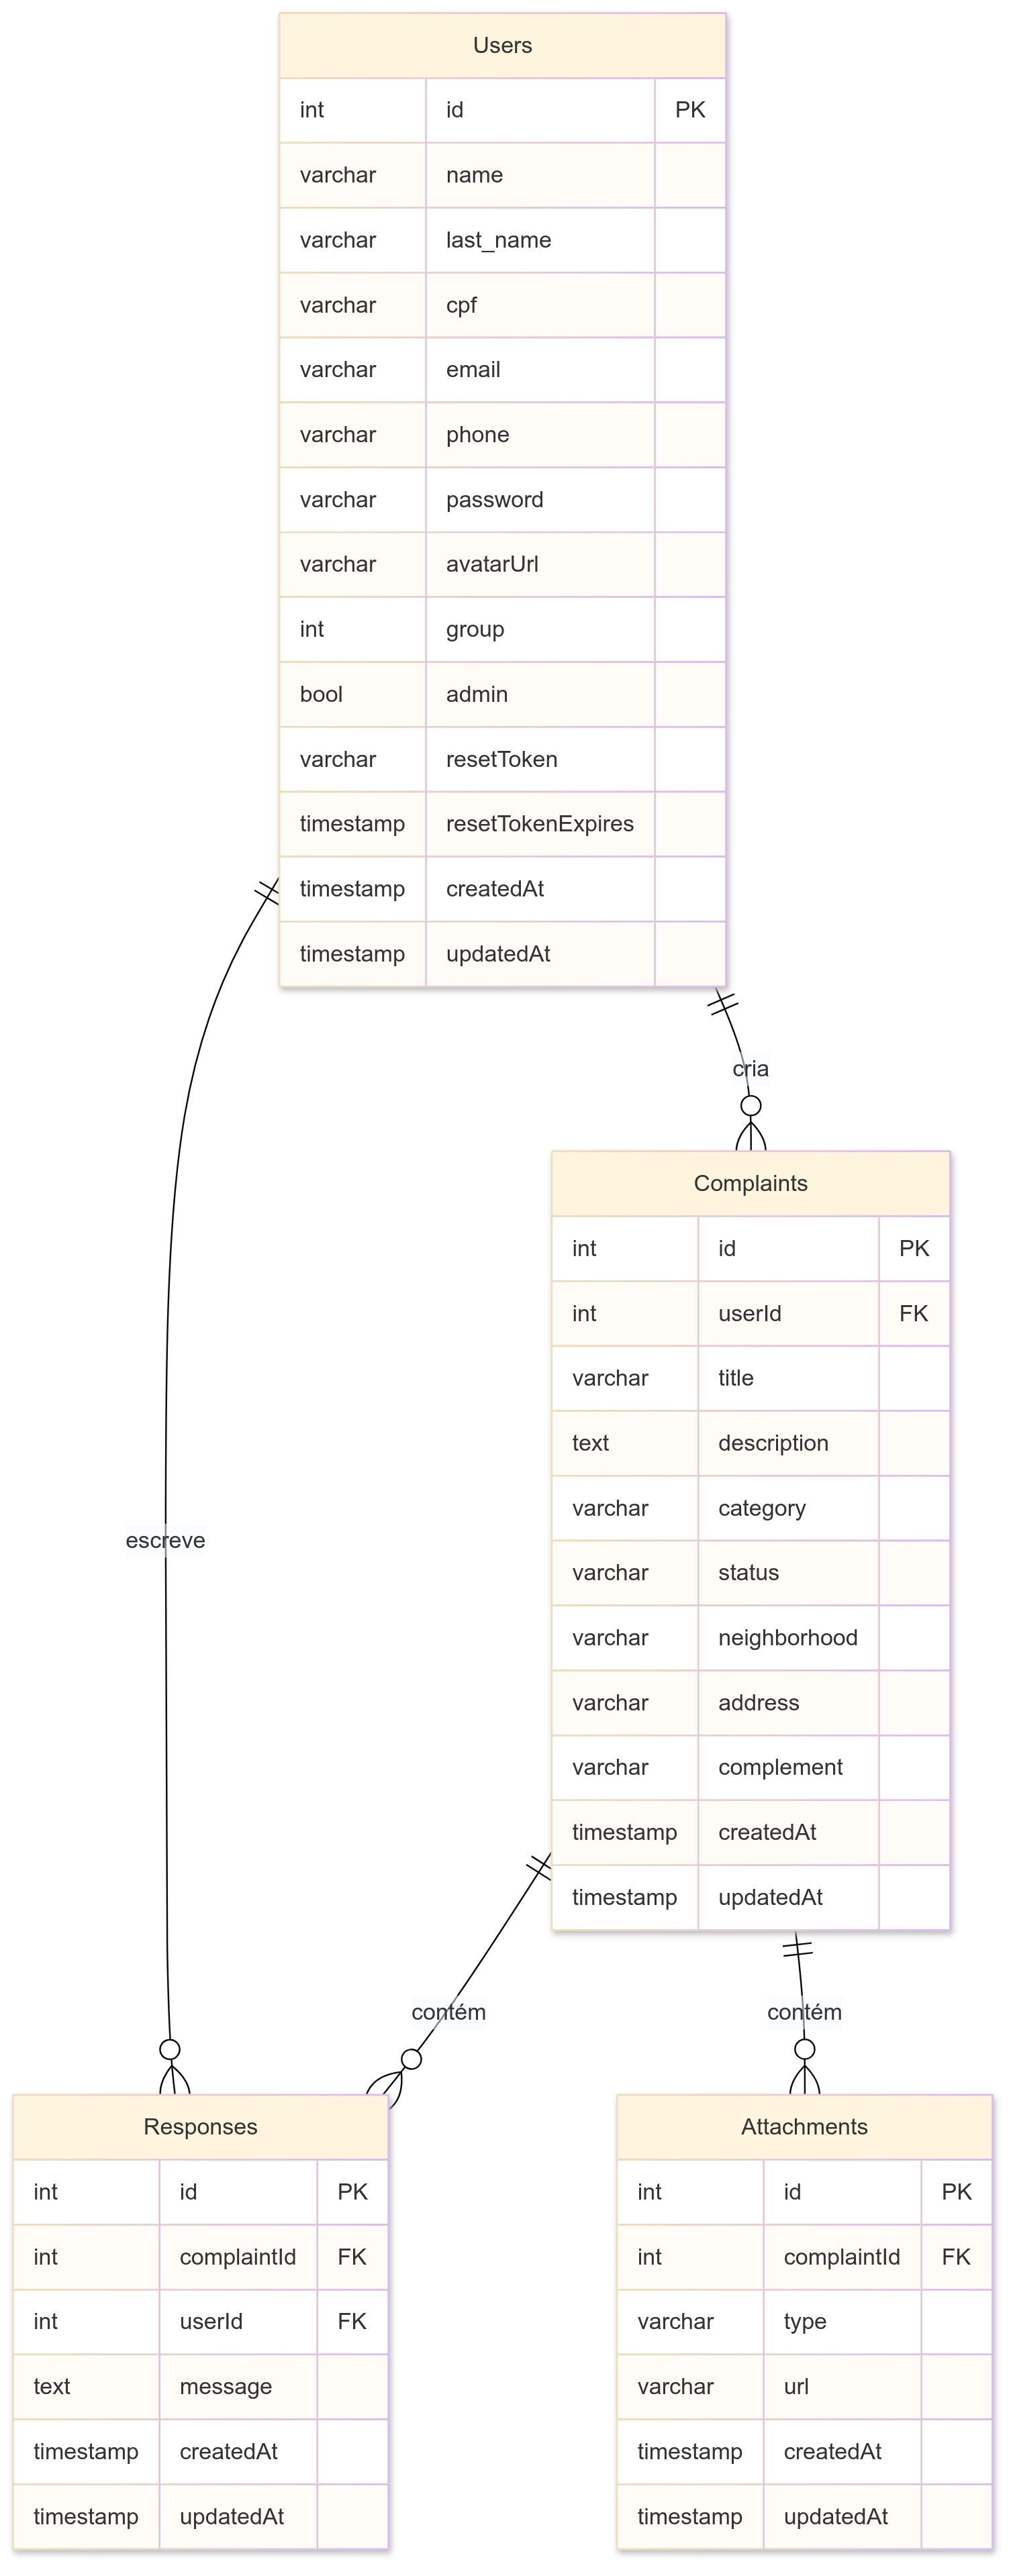 Users
int id PK
varchar name
varchar last_name
varchar cpf
varchar email
varchar phone
varchar password
varchar avatarUrl
int group
bool admin
varchar resetToken
timestamp resetTokenExpires
timestamp createdAt
timestamp updatedAt
cria
Complaints
int id PK
int userId FK
varchar title
text description
varchar category
varchar status
varchar neighborhood
varchar address
varchar complement
timestamp createdAt
timestamp updatedAt
escreve
contém
contém
Responses
int id PK
int complaintId FK
int userId FK
text message
timestamp createdAt
timestamp updatedAt
Attachments
int id PK
int complaintId FK
varchar type
varchar url
timestamp createdAt
timestamp updatedAt